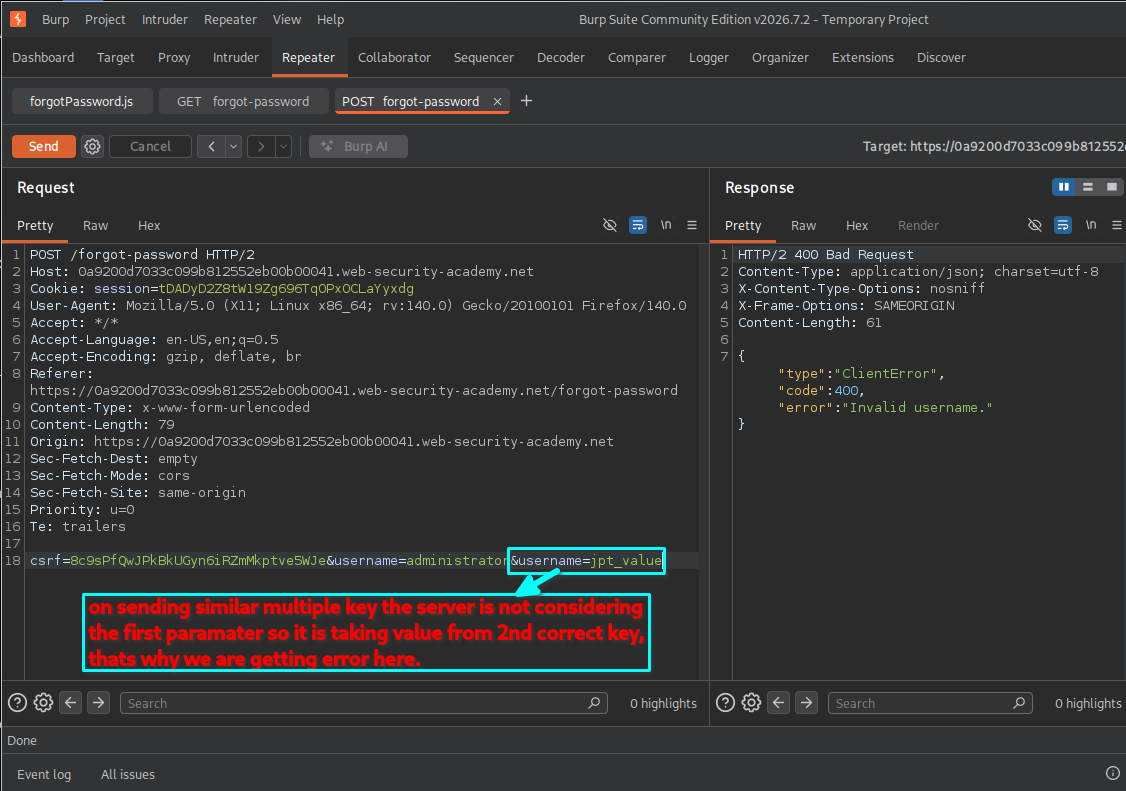 Burp Project Intruder Repeater View Help Burp Suite Community Edition v2026.7.2 - Temporary Project
Dashboard Target Proxy Intruder Repeater Collaborator Sequencer Decoder Comparer Logger Organizer Extensions Discover
forgotPassword.js GET forgot-password POST forgot-password × +
Send Cancel < > Burp AI Target: https://0a9200d7033c099b812552
Request
Pretty Raw Hex \n
1 POST /forgot-password HTTP/2
2 Host: 0a9200d7033c099b812552eb00b00041.web-security-academy.net
3 Cookie: session=tDADyD2Z8tWl9Zg696TqOPxOCLaYyxdg
4 User-Agent: Mozilla/5.0 (X11; Linux x86_64; rv:140.0) Gecko/20100101 Firefox/140.0
5 Accept: */*
6 Accept-Language: en-US,en;q=0.5
7 Accept-Encoding: gzip, deflate, br
8 Referer:
https://0a9200d7033c099b812552eb00b00041.web-security-academy.net/forgot-password
9 Content-Type: x-www-form-urlencoded
10 Content-Length: 79
11 Origin: https://0a9200d7033c099b812552eb00b00041.web-security-academy.net
12 Sec-Fetch-Dest: empty
13 Sec-Fetch-Mode: cors
14 Sec-Fetch-Site: same-origin
15 Priority: u=0
16 Te: trailers
17
18 csrf=8c9sPfQwJPkBkUGyn6iRZmMkptve5WJe&username=administrator&username=jpt_value
on sending similar multiple key the server is not considering
the first paramater so it is taking value from 2nd correct key,
thats why we are getting error here.
Search 0 highlights
Response
Pretty Raw Hex Render \n
1 HTTP/2 400 Bad Request
2 Content-Type: application/json; charset=utf-8
3 X-Content-Type-Options: nosniff
4 X-Frame-Options: SAMEORIGIN
5 Content-Length: 61
6
7 {
"type":"ClientError",
"code":400,
"error":"Invalid username."
}
Search 0 highlights
Done
Event log All issues